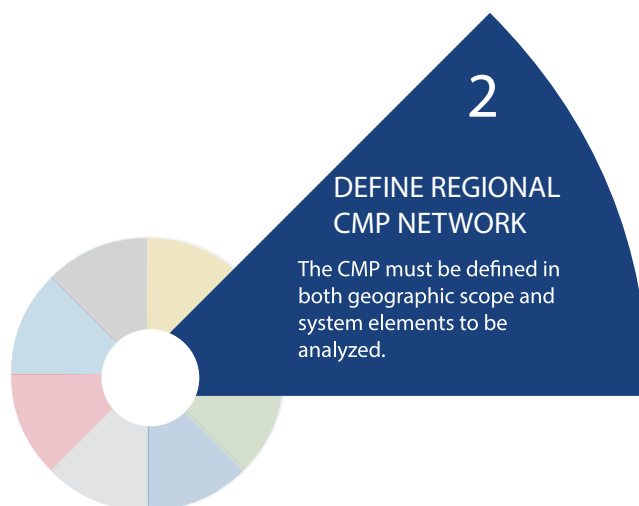 2
DEFINE REGIONAL
CMP NETWORK
The CMP must be defined in
both geographic scope and
system elements to be
analyzed.